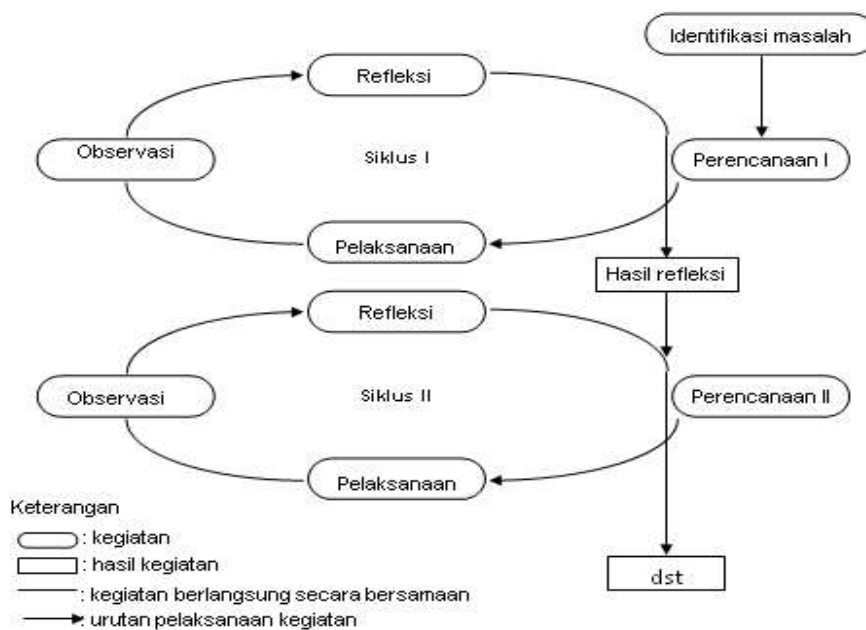 Identifikasi masalah
Refleksi
Observasi
Siklus I
Perencanaan I
Pelaksanaan
Hasil refleksi
Refleksi
Observasi
Siklus II
Perencanaan II
Pelaksanaan
Keterangan
: kegiatan
: hasil kegiatan
: kegiatan berlangsung secara bersamaan
: urutan pelaksanaan kegiatan
dst